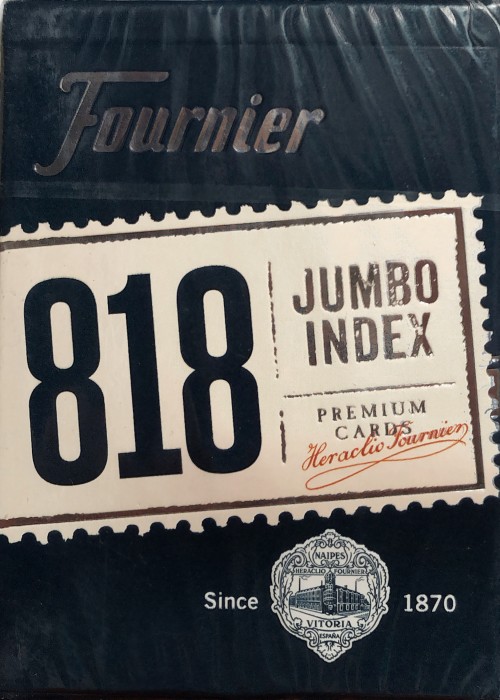 Fournier
818
JUMBO
INDEX
PREMIUM
CARDS
Heraclio Fournier
Since
1870
NAIPES
HERACLIO FOURNIER
VITORIA
ESPAÑA